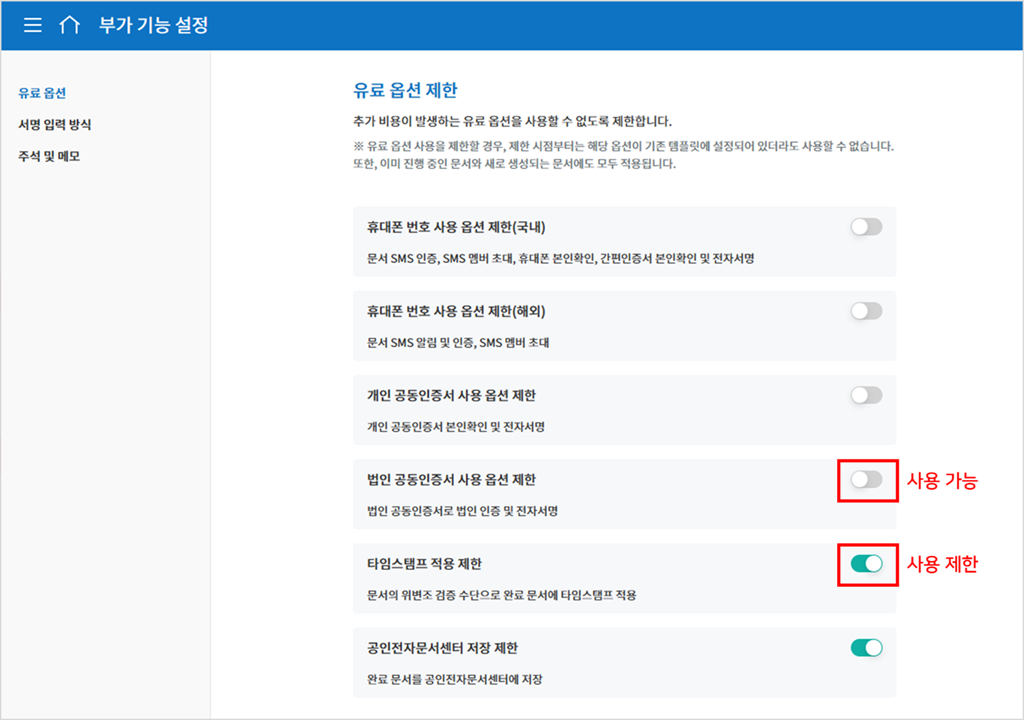 부가 기능 설정
유료 옵션
서명 입력 방식
주석 및 메모
유료 옵션 제한
추가 비용이 발생하는 유료 옵션을 사용할 수 없도록 제한합니다.
※ 유료 옵션 사용을 제한할 경우, 제한 시점부터는 해당 옵션이 기존 템플릿에 설정되어 있더라도 사용할 수 없습니다.
또한, 이미 진행 중인 문서와 새로 생성되는 문서에도 모두 적용됩니다.
휴대폰 번호 사용 옵션 제한(국내)
문서 SMS 인증, SMS 멤버 초대, 휴대폰 본인확인, 간편인증서 본인확인 및 전자서명
휴대폰 번호 사용 옵션 제한(해외)
문서 SMS 알림 및 인증, SMS 멤버 초대
개인 공동인증서 사용 옵션 제한
개인 공동인증서 본인확인 및 전자서명
법인 공동인증서 사용 옵션 제한
사용 가능
법인 공동인증서로 법인 인증 및 전자서명
타임스탬프 적용 제한
사용 제한
문서의 위변조 검증 수단으로 완료 문서에 타임스탬프 적용
공인전자문서센터 저장 제한
완료 문서를 공인전자문서센터에 저장